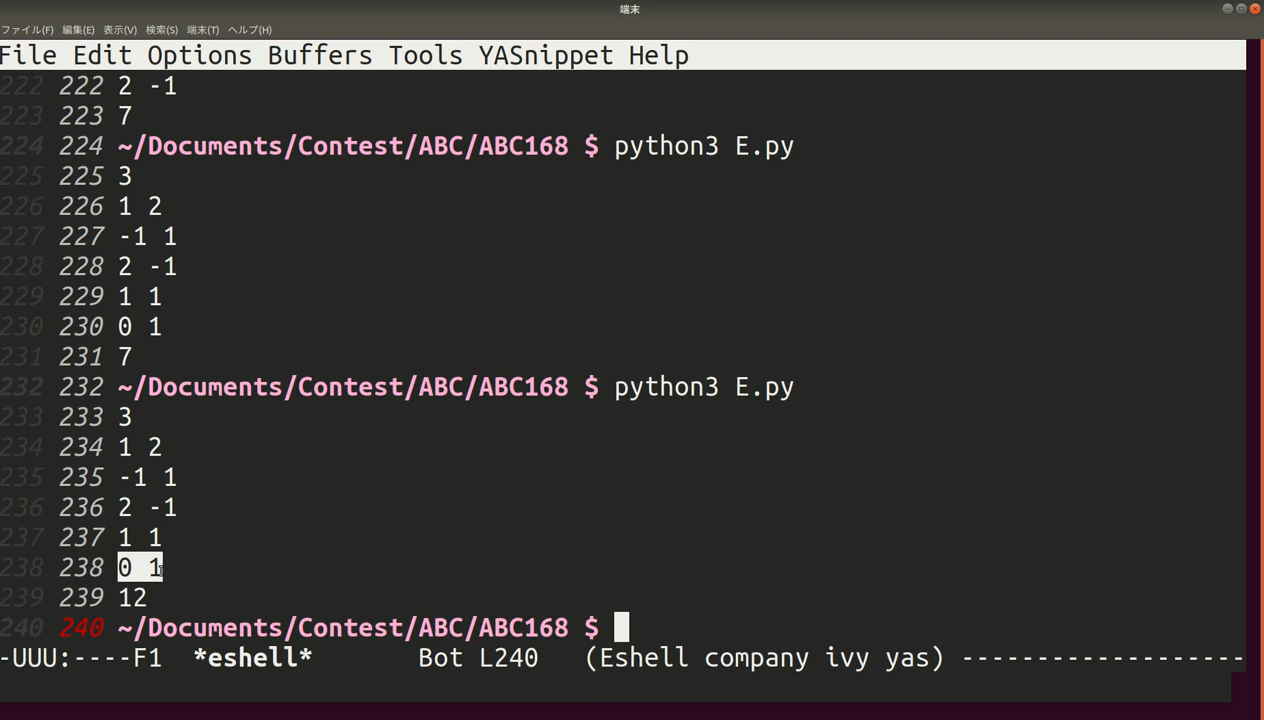 端末
ファイル(F) 編集(E) 表示(V) 検索(S) 端末(T) ヘルプ(H)
File Edit Options Buffers Tools YASnippet Help
222 222 2 -1
223 223 7
224 224 ~/Documents/Contest/ABC/ABC168 $ python3 E.py
225 225 3
226 226 1 2
227 227 -1 1
228 228 2 -1
229 229 1 1
230 230 0 1
231 231 7
232 232 ~/Documents/Contest/ABC/ABC168 $ python3 E.py
233 233 3
234 234 1 2
235 235 -1 1
236 236 2 -1
237 237 1 1
238 238 0 1
239 239 12
240 240 ~/Documents/Contest/ABC/ABC168 $
-UUU:----F1 *eshell* Bot L240 (Eshell company ivy yas) -------------------